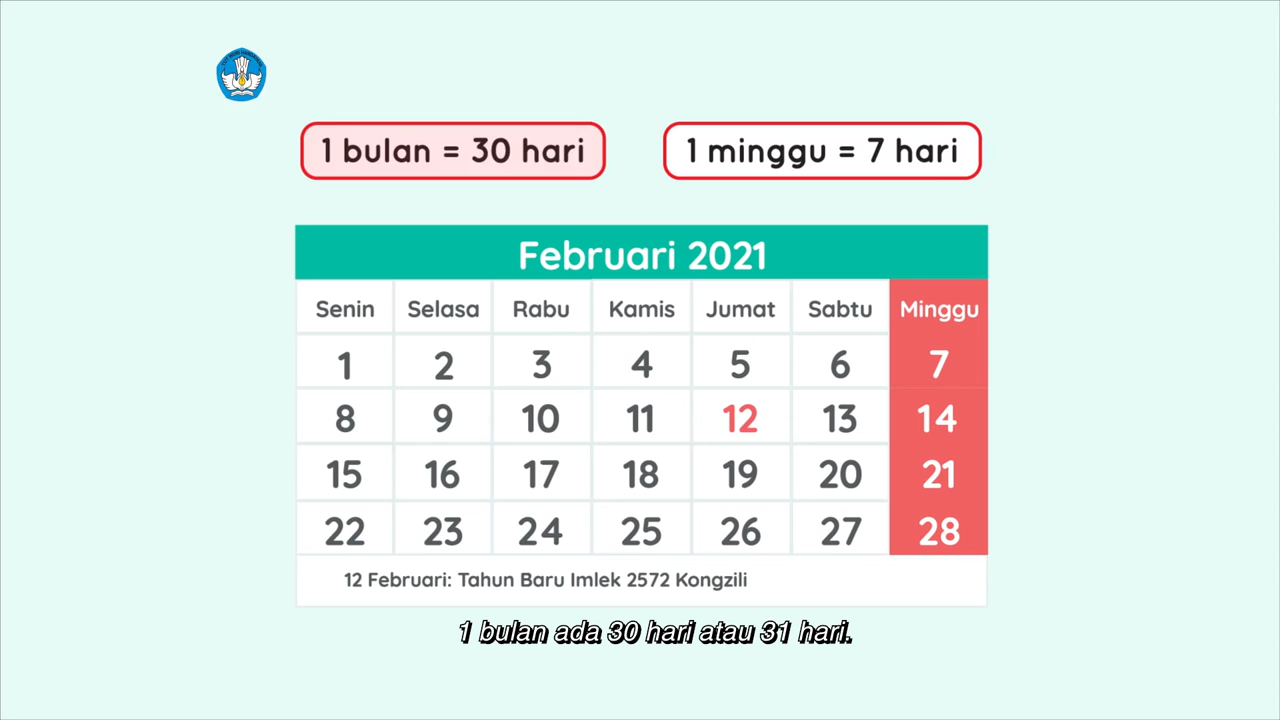 1 bulan = 30 hari
1 minggu = 7 hari
Februari 2021
Senin Selasa Rabu Kamis Jumat Sabtu Minggu
1 2 3 4 5 6 7
8 9 10 11 12 13 14
15 16 17 18 19 20 21
22 23 24 25 26 27 28
12 Februari: Tahun Baru Imlek 2572 Kongzili
1 bulan ada 30 hari atau 31 hari.